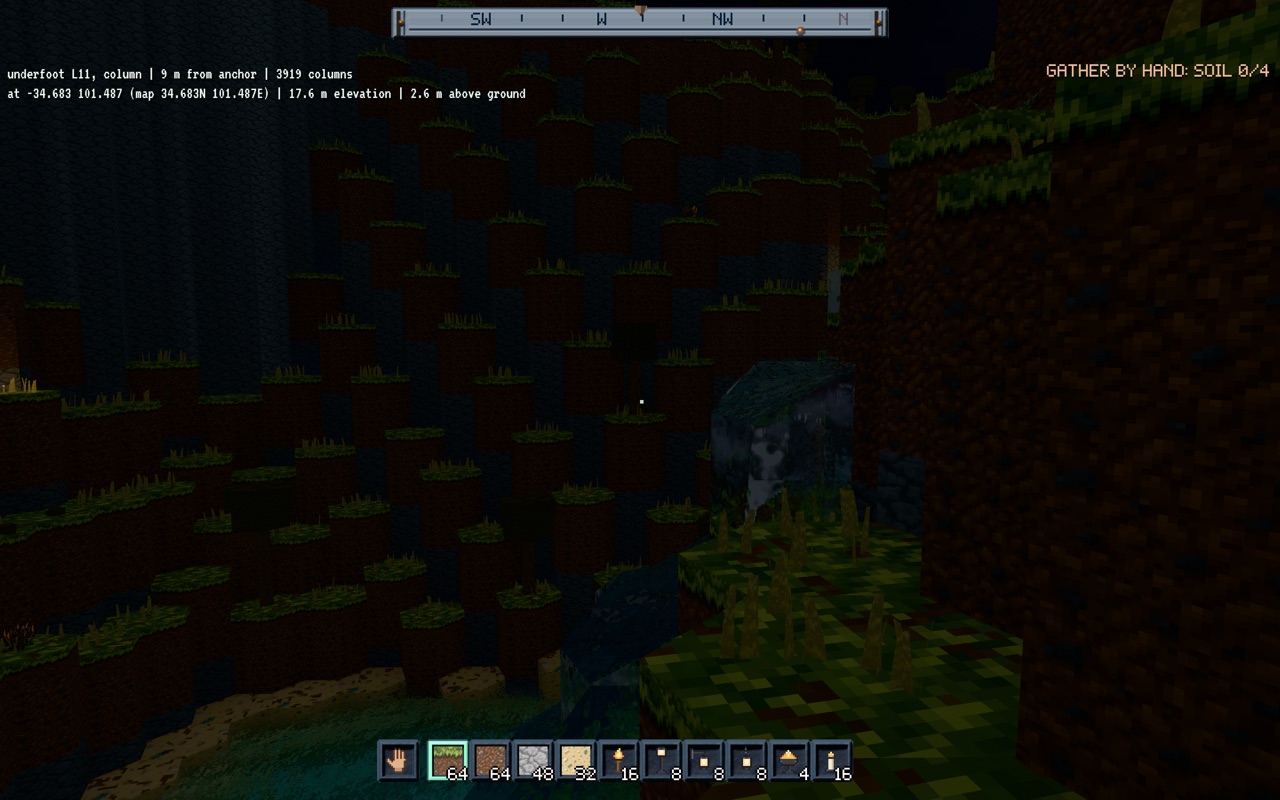 SW W NW N
underfoot L11, column | 9 m from anchor | 3919 columns
GATHER BY HAND: SOIL 0/4
at -34.683 101.487 (map 34.683N 101.487E) | 17.6 m elevation | 2.6 m above ground
64 64 48 32 16 8 8 8 4 16